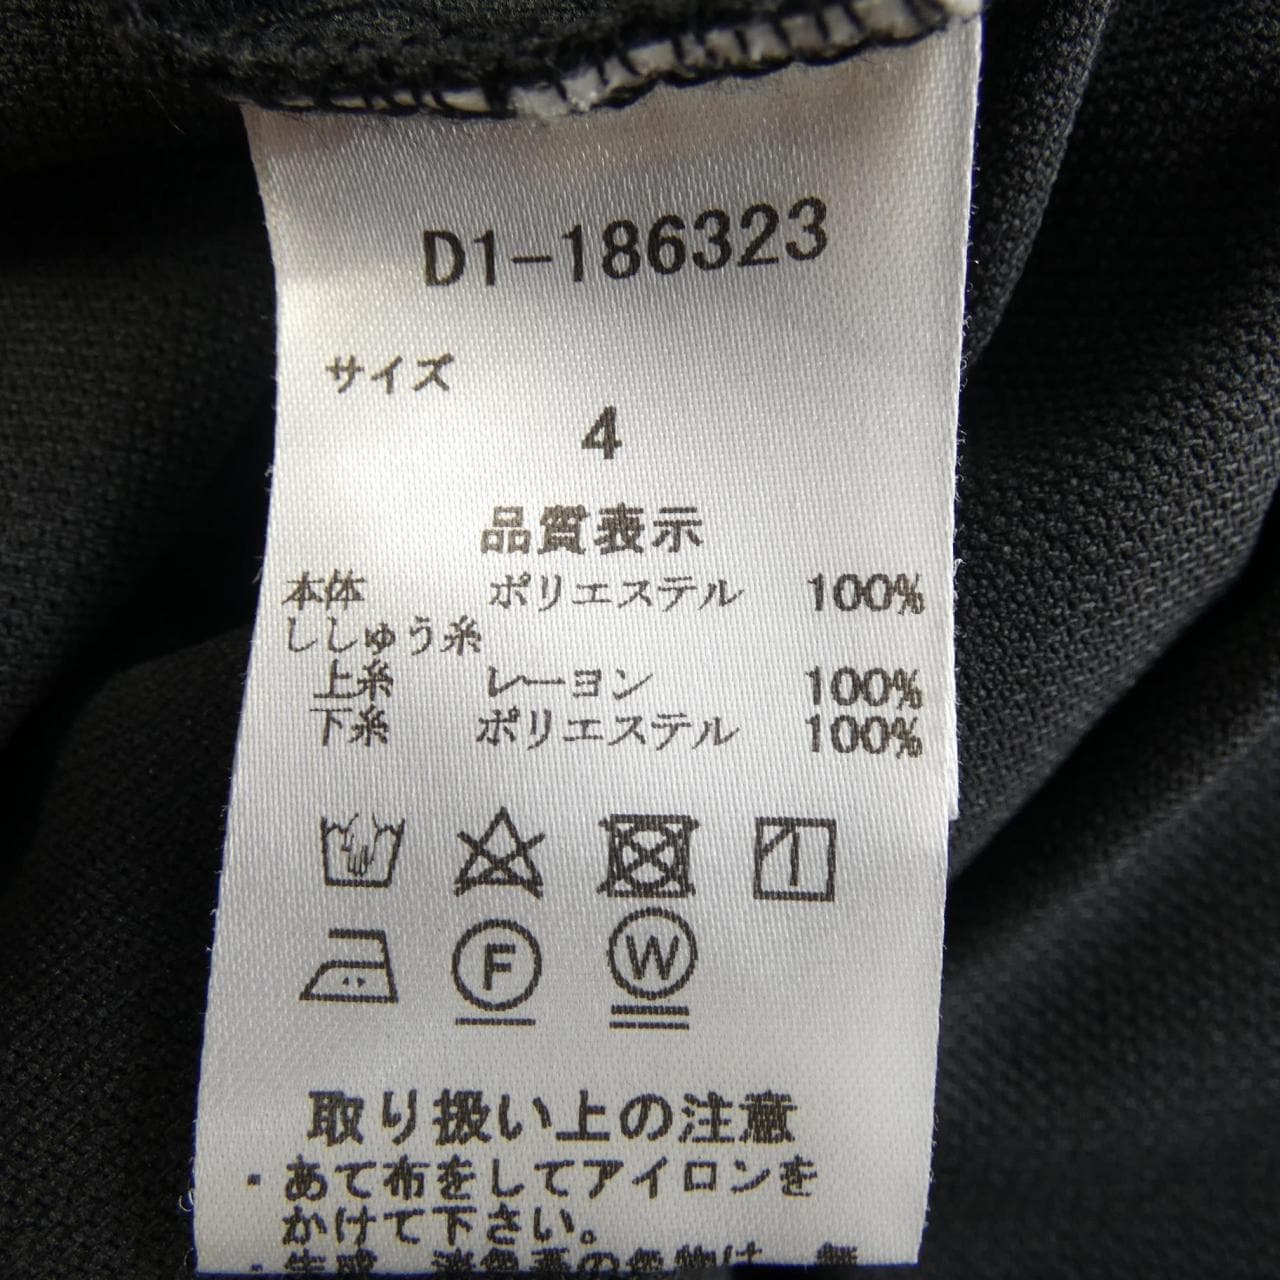 D1-186323
サイズ
4
品質表示
本体 ポリエステル 100%
ししゅう糸
上糸 レーヨン 100%
下糸 ポリエステル 100%
F W
取り扱い上の注意
・あて布をしてアイロンを
かけて下さい。